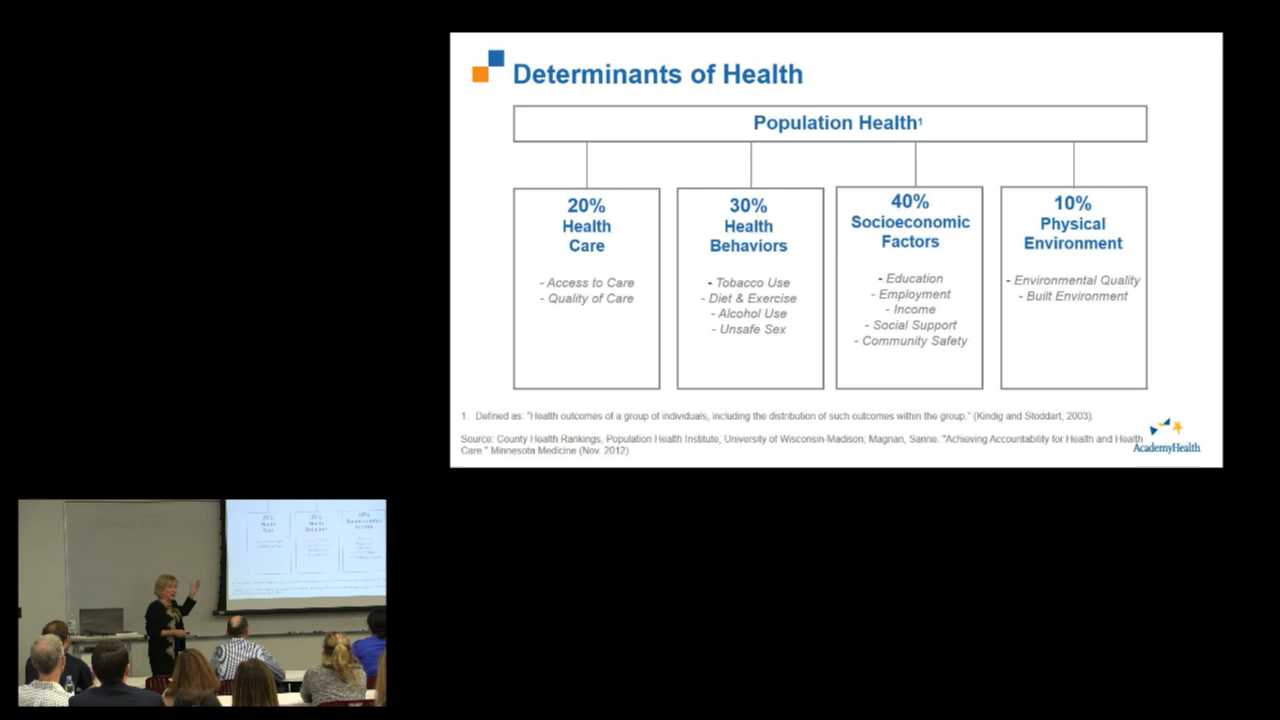 Determinants of Health
Population Health¹
20%
Health
Care
- Access to Care
- Quality of Care
30%
Health
Behaviors
- Tobacco Use
- Diet & Exercise
- Alcohol Use
- Unsafe Sex
40%
Socioeconomic
Factors
- Education
- Employment
- Income
- Social Support
- Community Safety
10%
Physical
Environment
- Environmental Quality
- Built Environment
1. Defined as: "Health outcomes of a group of individuals, including the distribution of such outcomes within the group." (Kindig and Stoddart, 2003).
Source: County Health Rankings, Population Health Institute, University of Wisconsin-Madison; Magnan, Sanne. "Achieving Accountability for Health and Health
Care." Minnesota Medicine (Nov. 2012)
AcademyHealth